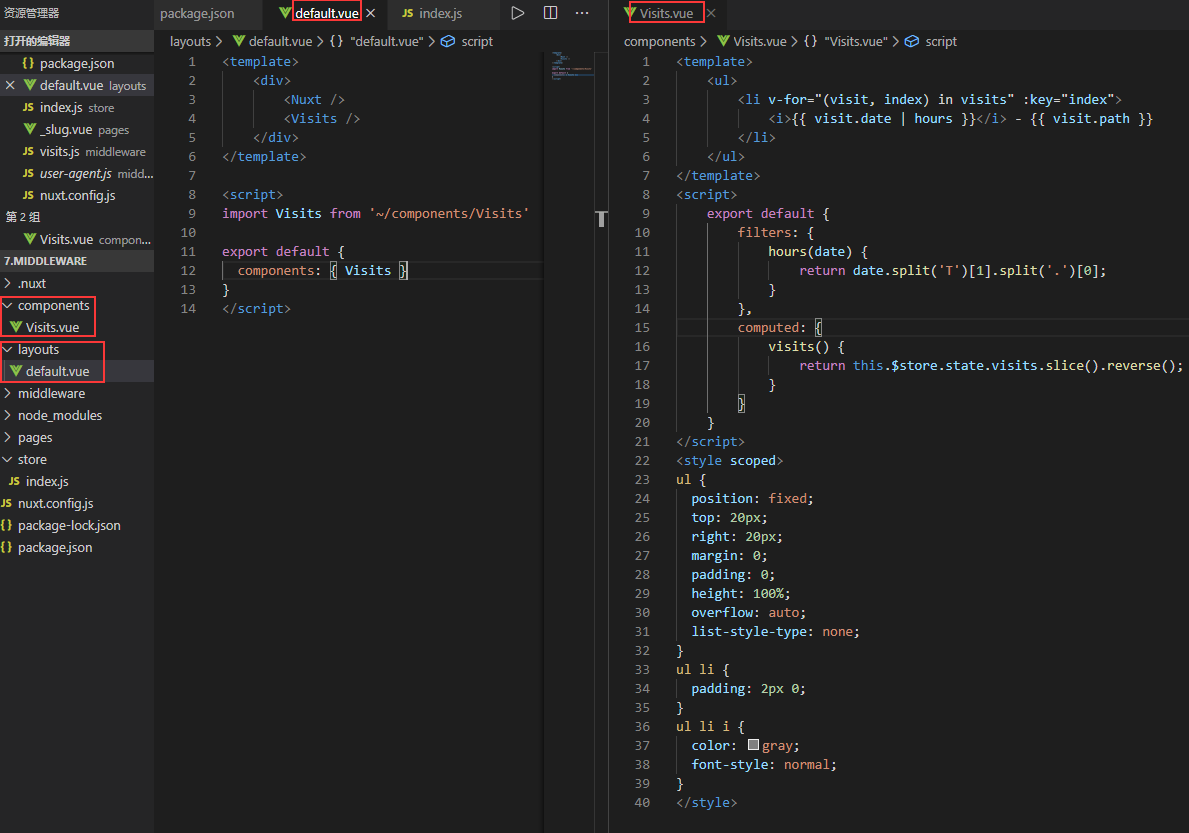 资源管理器
打开的编辑器
package.json
default.vue layouts
index.js store
_slug.vue pages
visits.js middleware
user-agent.js midd...
nuxt.config.js
第 2 组
Visits.vue compon...
7.MIDDLEWARE
.nuxt
components
Visits.vue
layouts
default.vue
middleware
node_modules
pages
store
index.js
nuxt.config.js
package-lock.json
package.json
package.json
default.vue
JS index.js
layouts > default.vue > {} "default.vue" > script
1 <template>
2 <div>
3 <Nuxt />
4 <Visits />
5 </div>
6 </template>
7
8 <script>
9 import Visits from '~/components/Visits'
10
11 export default {
12 components: { Visits }
13 }
14 </script>
Visits.vue
components > Visits.vue > {} "Visits.vue" > script
1 <template>
2 <ul>
3 <li v-for="(visit, index) in visits" :key="index">
4 <i>{{ visit.date | hours }}</i> - {{ visit.path }}
5 </li>
6 </ul>
7 </template>
8 <script>
9 export default {
10 filters: {
11 hours(date) {
12 return date.split('T')[1].split('.')[0];
13 }
14 },
15 computed: {
16 visits() {
17 return this.$store.state.visits.slice().reverse();
18 }
19 }
20 }
21 </script>
22 <style scoped>
23 ul {
24 position: fixed;
25 top: 20px;
26 right: 20px;
27 margin: 0;
28 padding: 0;
29 height: 100%;
30 overflow: auto;
31 list-style-type: none;
32 }
33 ul li {
34 padding: 2px 0;
35 }
36 ul li i {
37 color: gray;
38 font-style: normal;
39 }
40 </style>